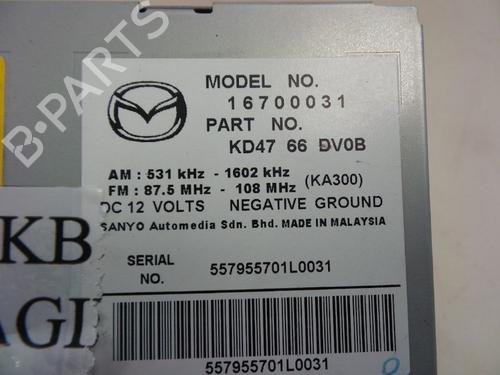 MODEL NO.
16700031
PART NO.
KD47 66 DV0B
AM : 531 kHz - 1602 kHz
FM : 87.5 MHz - 108 MHz (KA300)
DC 12 VOLTS NEGATIVE GROUND
SANYO Automedia Sdn. Bhd. MADE IN MALAYSIA
SERIAL
NO.
557955701L0031
557955701L0031
KB
AGI
B-PARTS